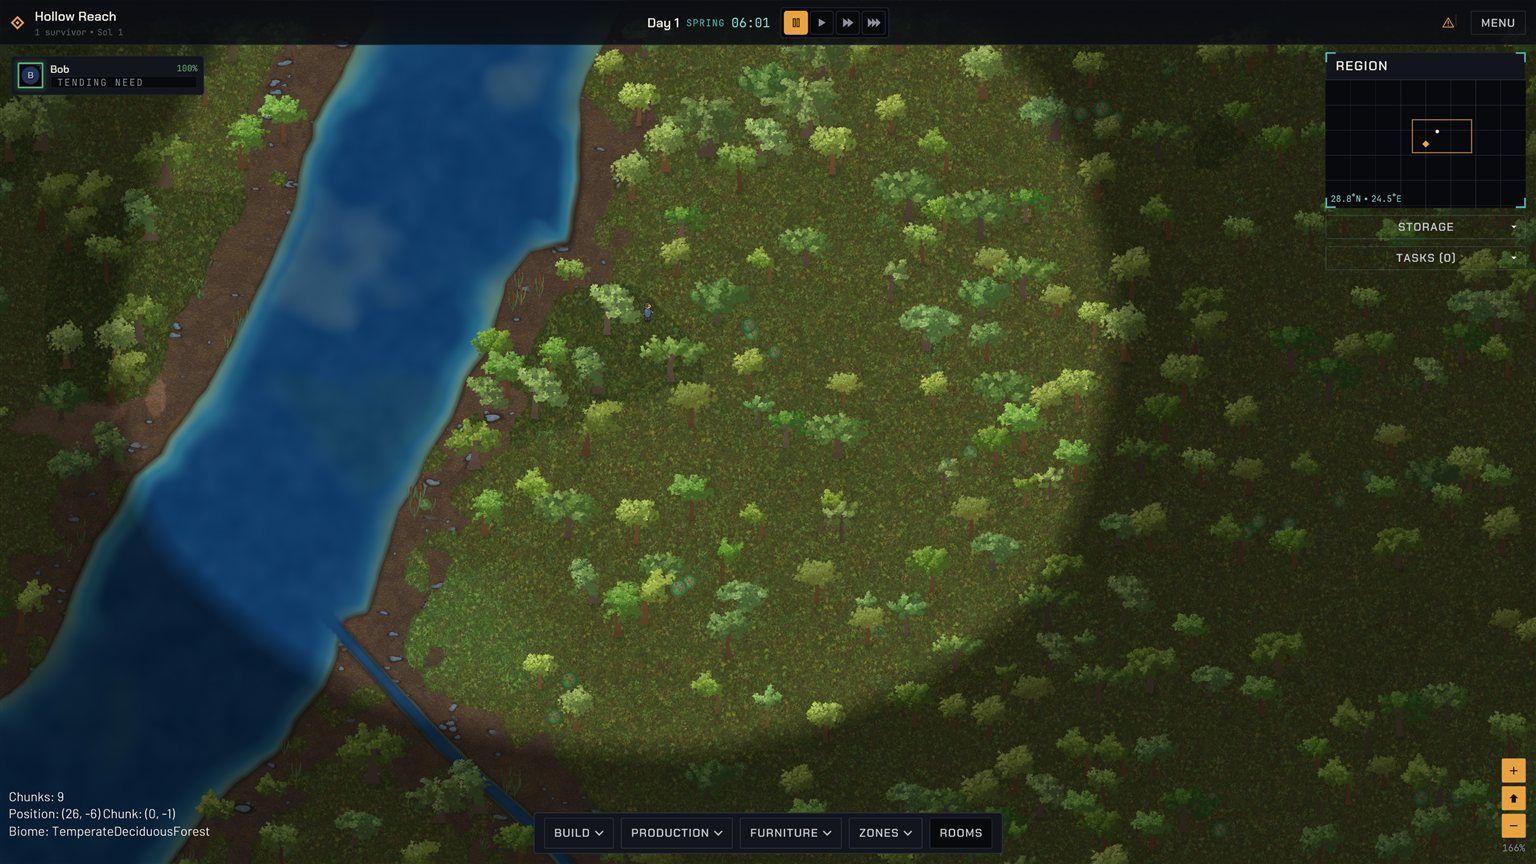 Hollow Reach
1 survivor • Sol 1
Day 1 SPRING 06:01
MENU
B
Bob
100%
TENDING NEED
REGION
28.8°N • 24.5°E
STORAGE
TASKS (0)
Chunks: 9
Position: (26, -6) Chunk: (0, -1)
Biome: TemperateDeciduousForest
BUILD
PRODUCTION
FURNITURE
ZONES
ROOMS
+
−
166%